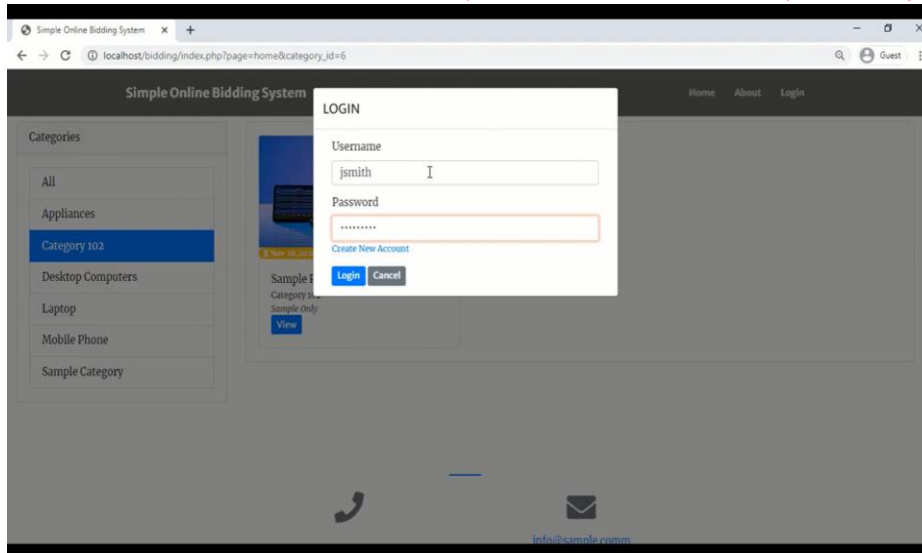 Simple Online Bidding System
localhost/bidding/index.php?page=home&category_id=6
Guest
Simple Online Bidding System
Home About Login
LOGIN
Username
jsmith
Password
·········
Create New Account
Login Cancel
Categories
All
Appliances
Category 102
Desktop Computers
Laptop
Mobile Phone
Sample Category
Sample
Category
Sample Only
View
info@sample.comm